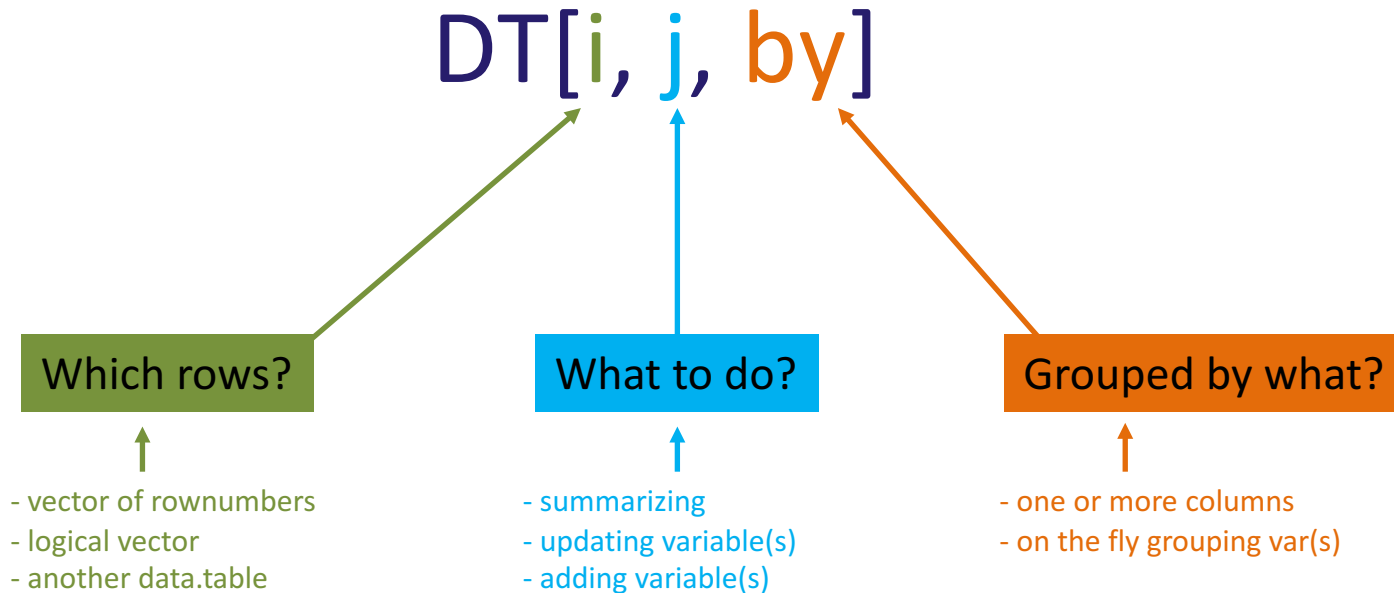 DT[i, j, by]
Which rows?
What to do?
Grouped by what?
- vector of rownumbers
- logical vector
- another data.table
- summarizing
- updating variable(s)
- adding variable(s)
- one or more columns
- on the fly grouping var(s)